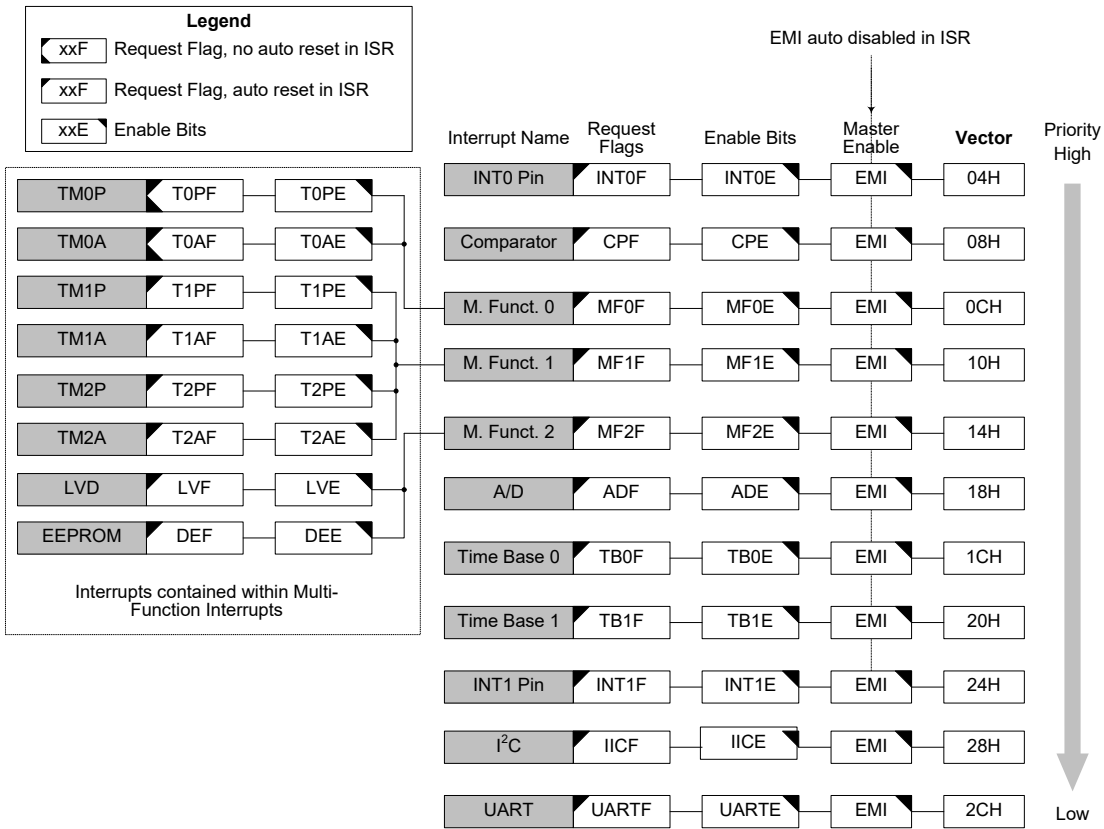 Legend
xxF Request Flag, no auto reset in ISR
xxF Request Flag, auto reset in ISR
xxE Enable Bits
EMI auto disabled in ISR
Interrupt Name Request Flags Enable Bits Master Enable Vector Priority High
INT0 Pin INT0F INT0E EMI 04H
Comparator CPF CPE EMI 08H
M. Funct. 0 MF0F MF0E EMI 0CH
M. Funct. 1 MF1F MF1E EMI 10H
M. Funct. 2 MF2F MF2E EMI 14H
A/D ADF ADE EMI 18H
Time Base 0 TB0F TB0E EMI 1CH
Time Base 1 TB1F TB1E EMI 20H
INT1 Pin INT1F INT1E EMI 24H
I²C IICF IICE EMI 28H
UART UARTF UARTE EMI 2CH
Low
TM0P T0PF T0PE
TM0A T0AF T0AE
TM1P T1PF T1PE
TM1A T1AF T1AE
TM2P T2PF T2PE
TM2A T2AF T2AE
LVD LVF LVE
EEPROM DEF DEE
Interrupts contained within Multi-
Function Interrupts